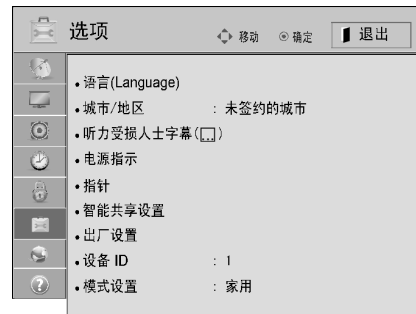 选项 移动 确定 退出
• 语言(Language)
• 城市/地区 : 未签约的城市
• 听力受损人士字幕( )
• 电源指示
• 指针
• 智能共享设置
• 出厂设置
• 设备 ID : 1
• 模式设置 : 家用
?